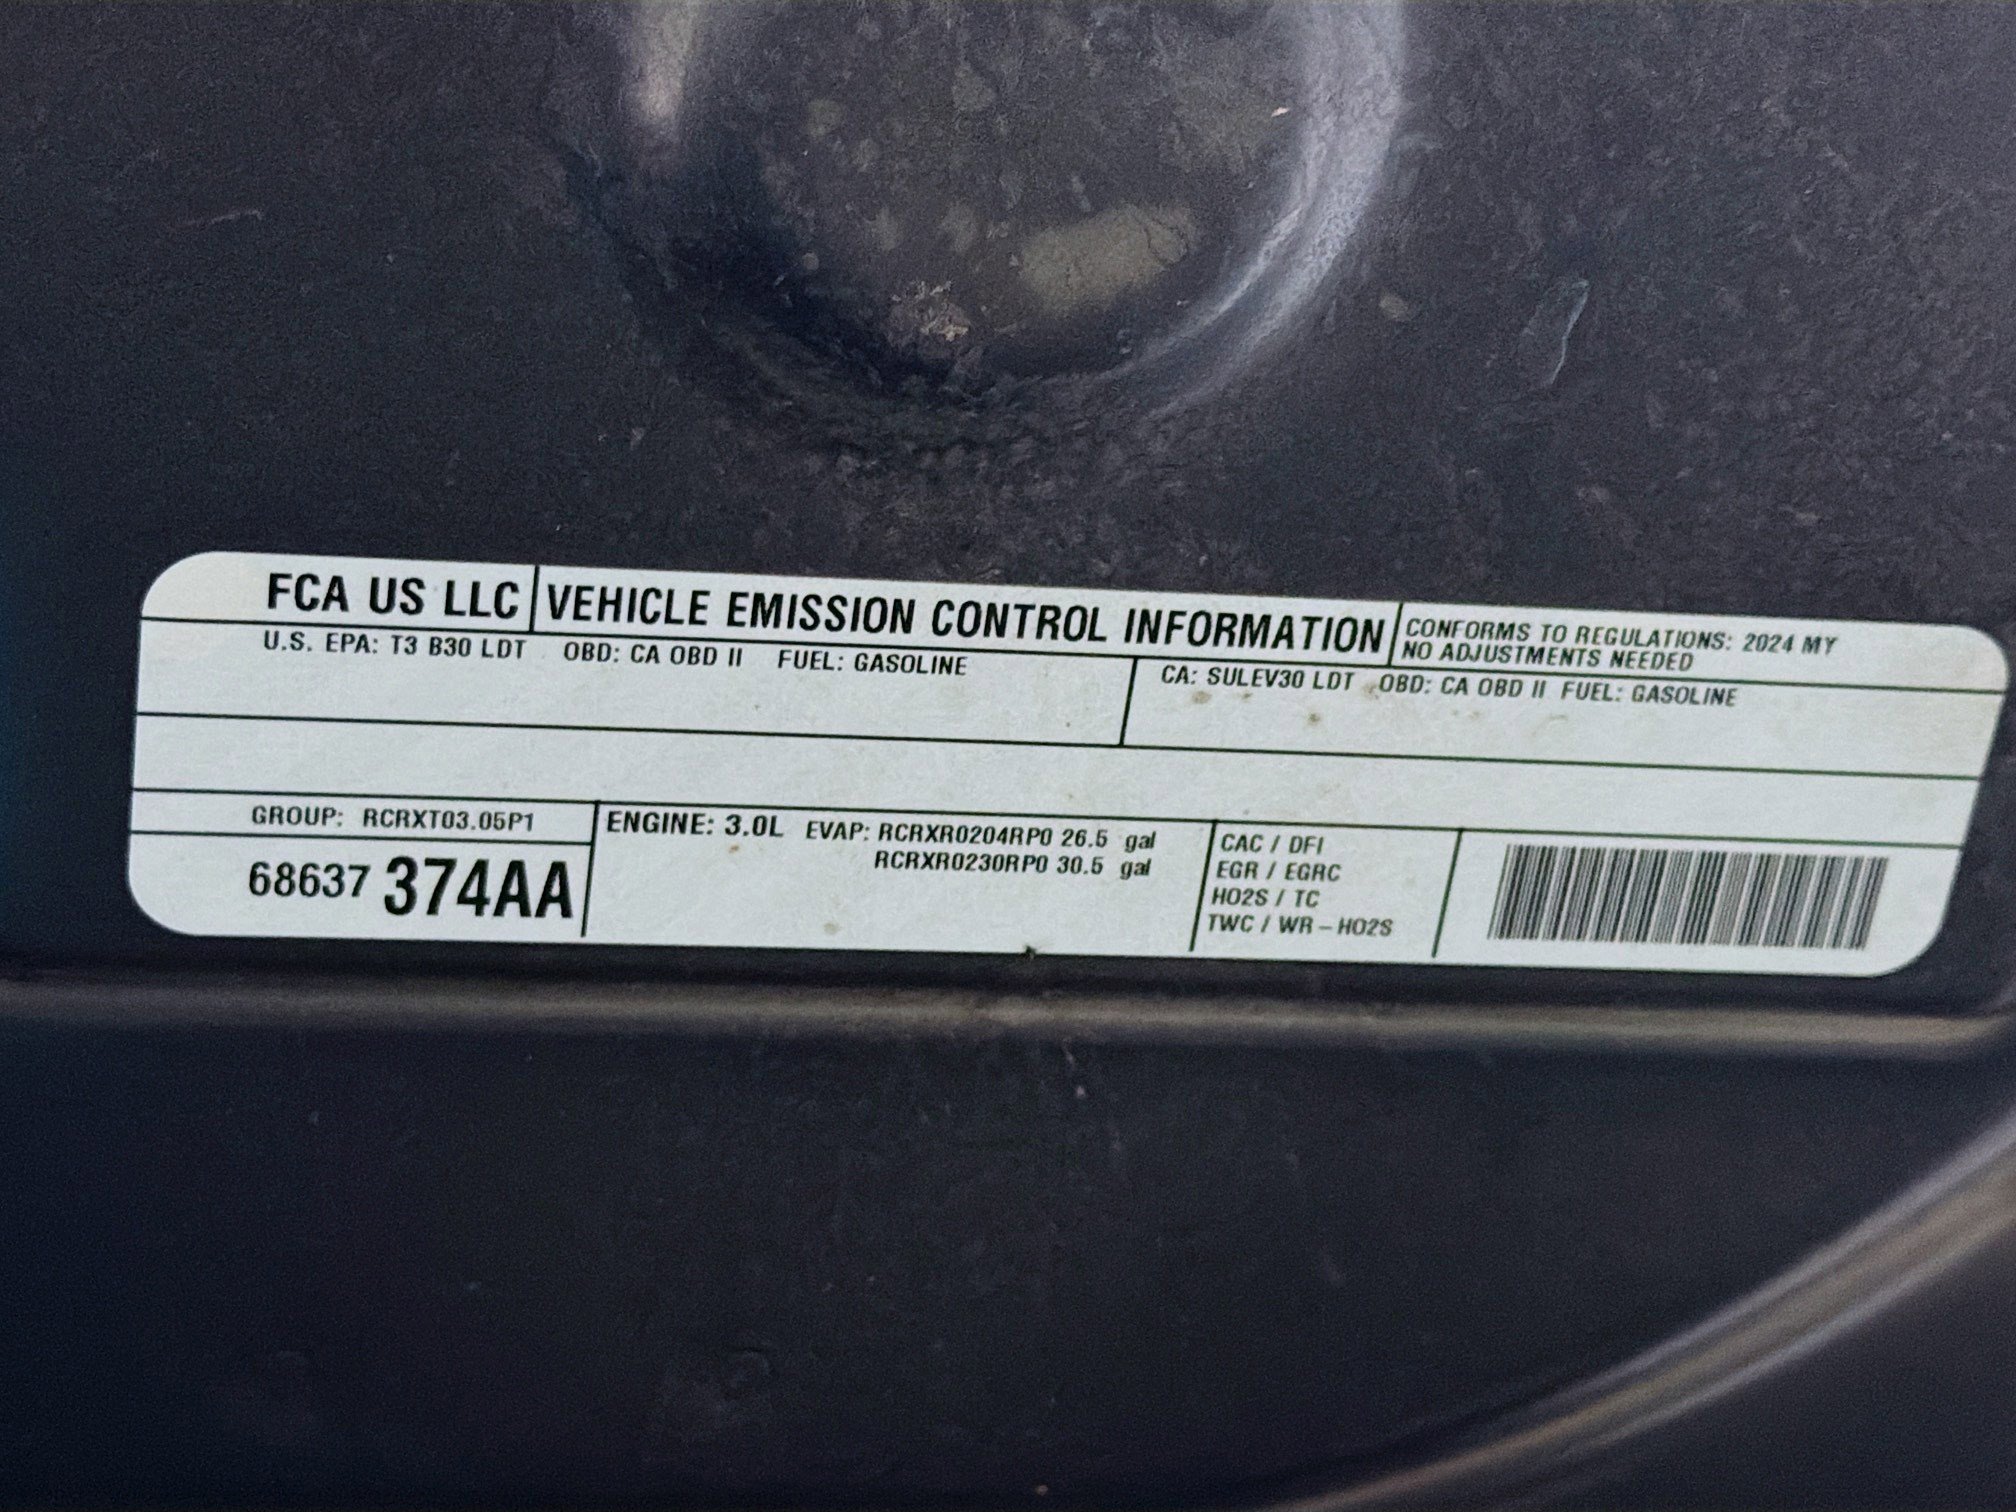 FCA US LLC VEHICLE EMISSION CONTROL INFORMATION
CONFORMS TO REGULATIONS: 2024 MY
NO ADJUSTMENTS NEEDED
U.S. EPA: T3 B30 LDT OBD: CA OBD II FUEL: GASOLINE
CA: SULEV30 LDT OBD: CA OBD II FUEL: GASOLINE
GROUP: RCRXT03.05P1
68637 374AA
ENGINE: 3.0L EVAP: RCRXR0204RP0 26.5 gal
RCRXR0230RP0 30.5 gal
CAC / DFI
EGR / EGRC
HO2S / TC
TWC / WR – HO2S